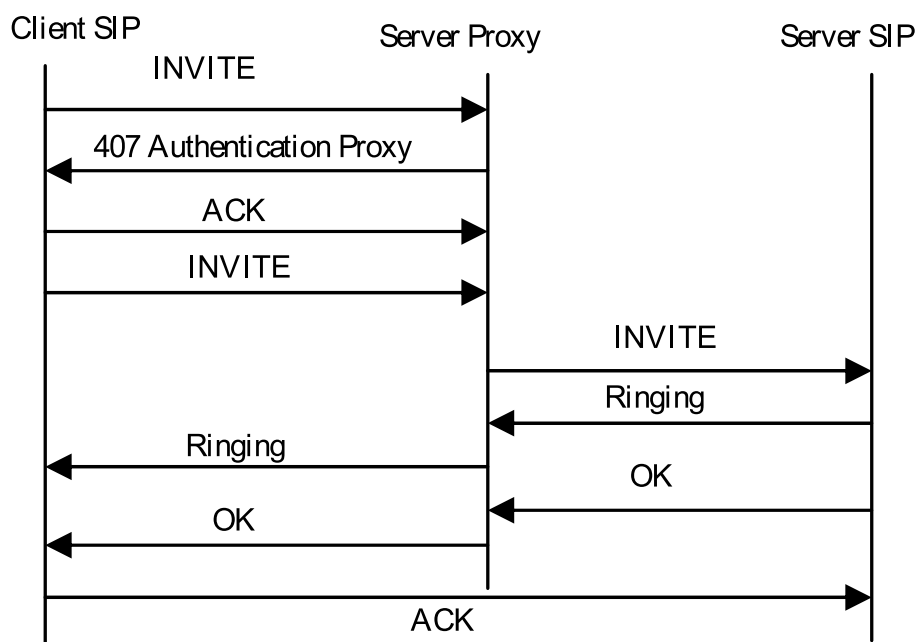 Client SIP
Server Proxy
Server SIP
INVITE
407 Authentication Proxy
ACK
INVITE
INVITE
Ringing
Ringing
OK
OK
ACK